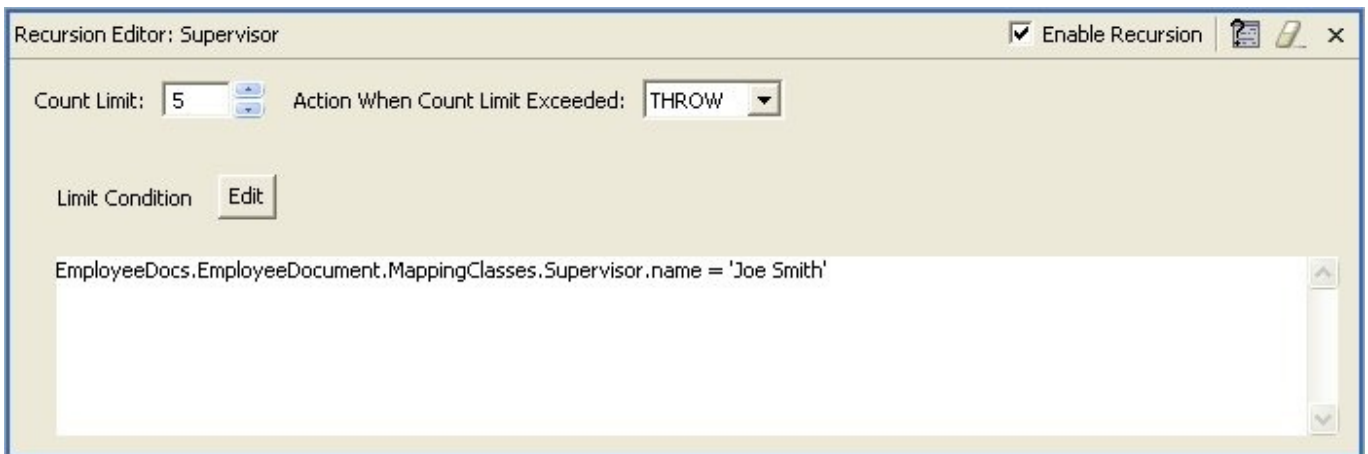 Recursion Editor: Supervisor Enable Recursion
Count Limit: 5 Action When Count Limit Exceeded: THROW
Limit Condition Edit
EmployeeDocs.EmployeeDocument.MappingClasses.Supervisor.name = 'Joe Smith'